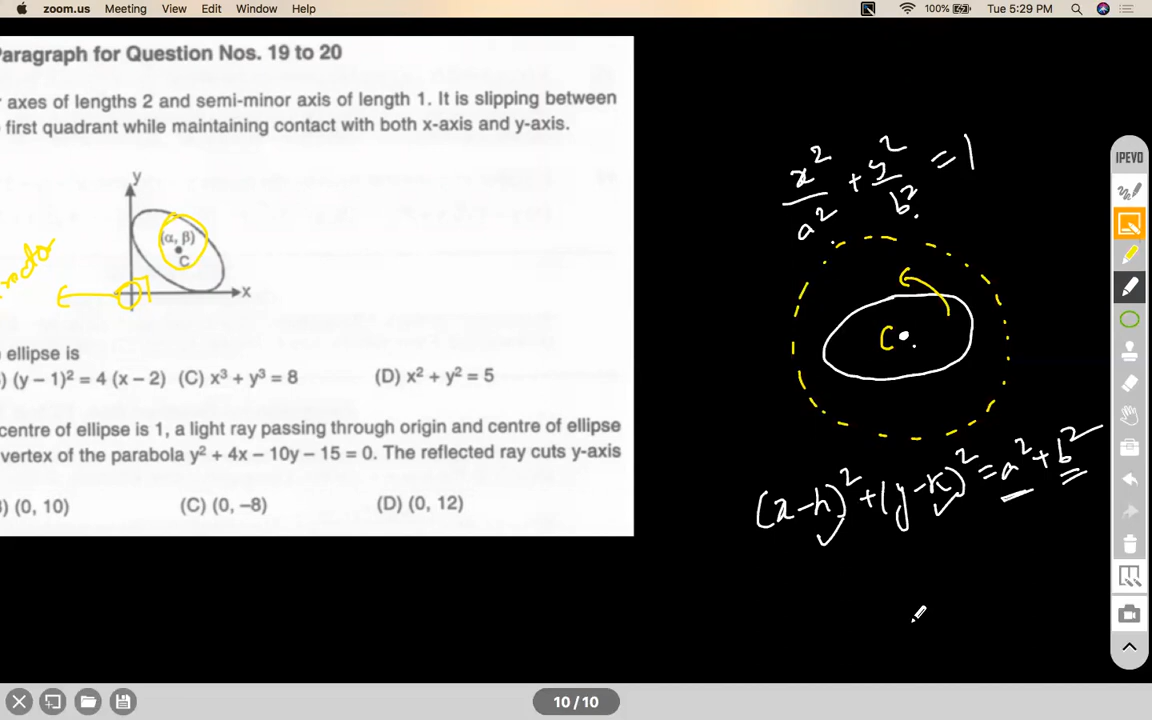 zoom.us Meeting View Edit Window Help 100% Tue 5:29 PM
Paragraph for Question Nos. 19 to 20
r axes of lengths 2 and semi-minor axis of length 1. It is slipping between
first quadrant while maintaining contact with both x-axis and y-axis.
y
(α, β)
C
x
ellipse is
) (y – 1)² = 4 (x – 2) (C) x³ + y³ = 8 (D) x² + y² = 5
centre of ellipse is 1, a light ray passing through origin and centre of ellipse
vertex of the parabola y² + 4x – 10y – 15 = 0. The reflected ray cuts y-axis
) (0, 10) (C) (0, –8) (D) (0, 12)
x²/a² + y²/b² = 1
C
(x-h)² + (y-k)² = a² + b²
IPEVO
10 / 10